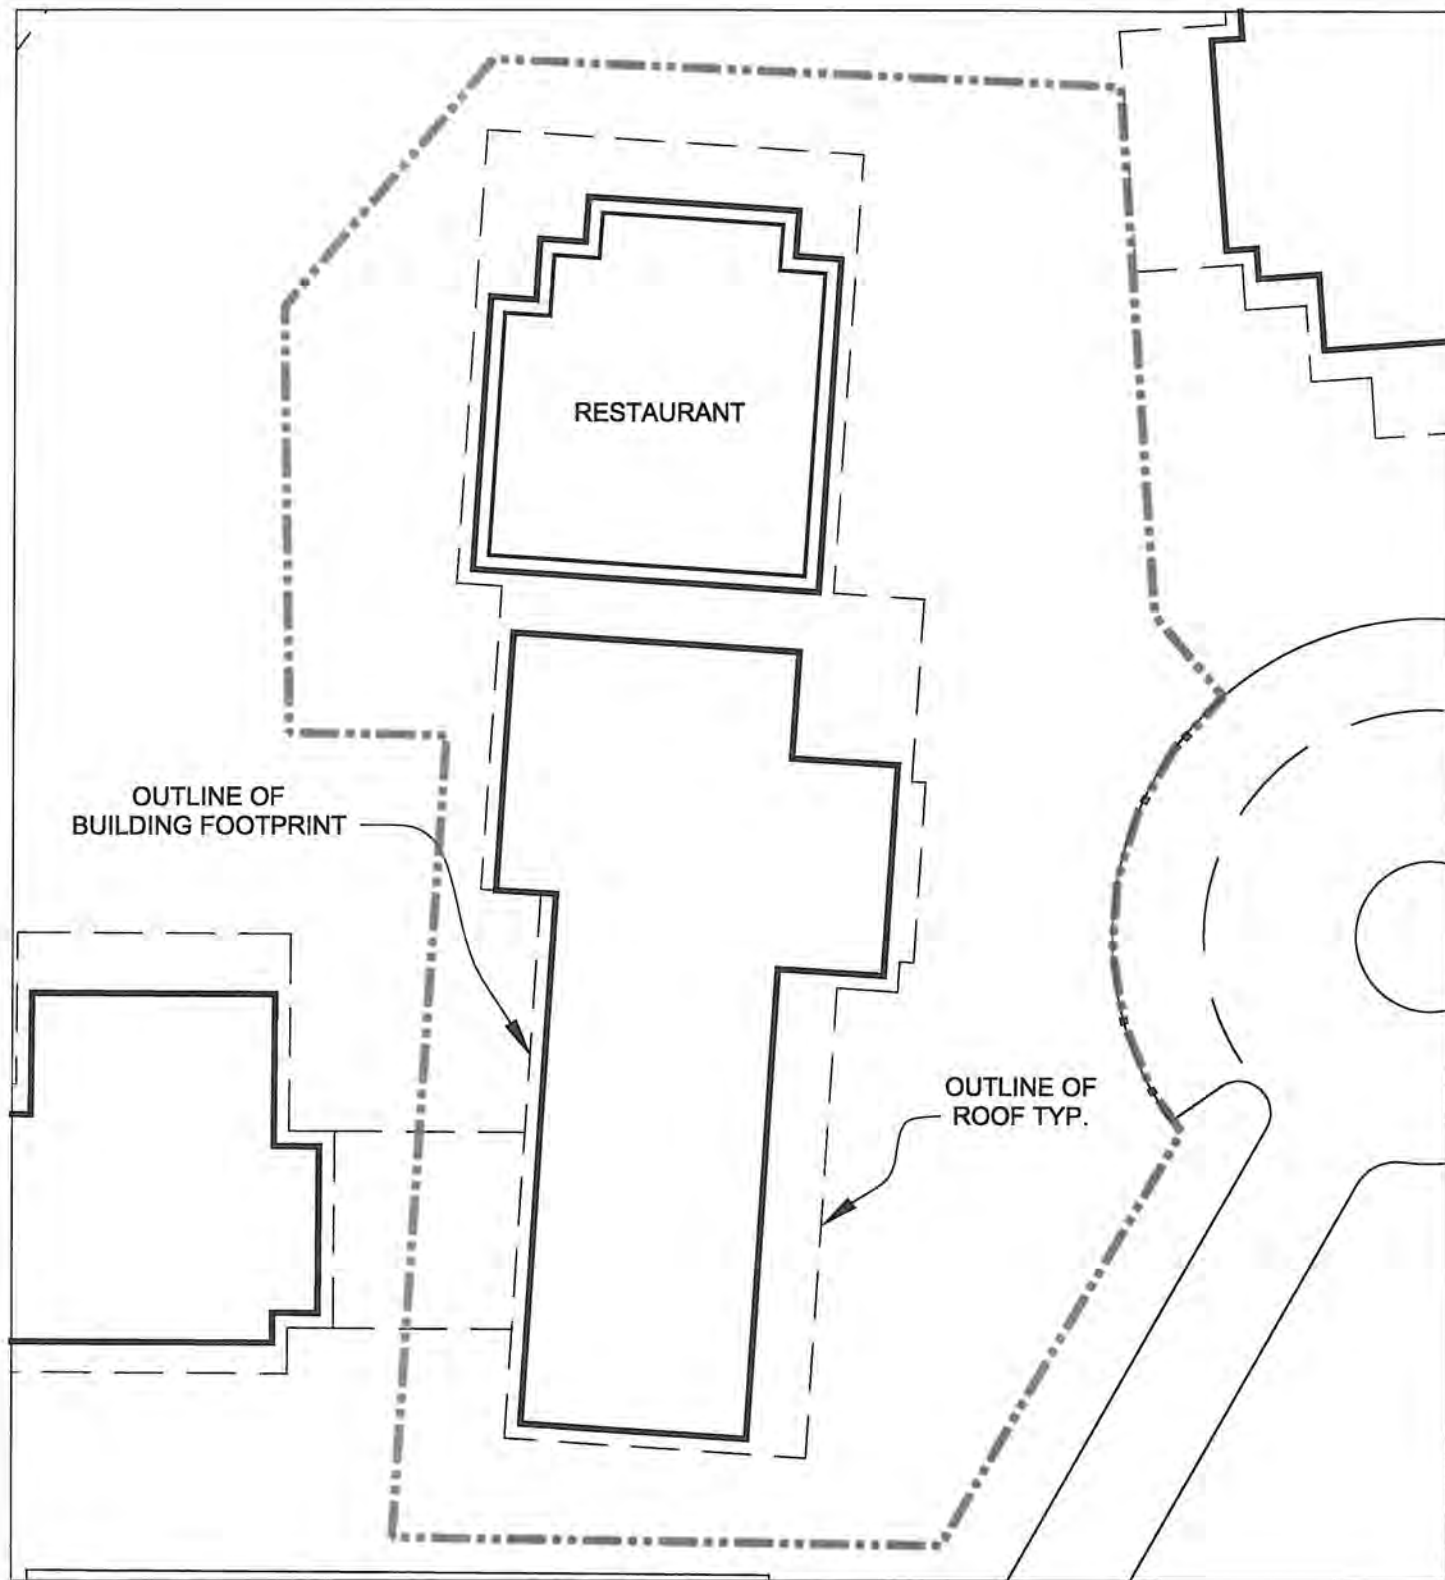 RESTAURANT
OUTLINE OF
BUILDING FOOTPRINT
OUTLINE OF
ROOF TYP.